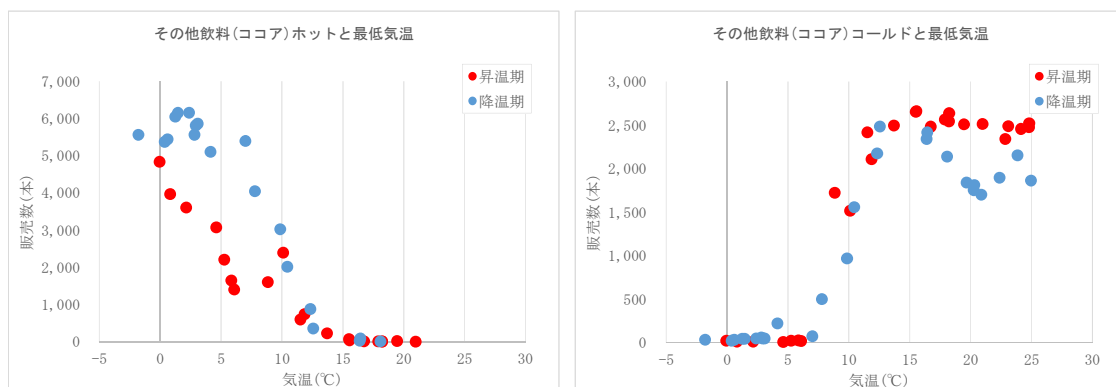 その他飲料(ココア)ホットと最低気温
7,000
6,000
5,000
4,000
3,000
2,000
1,000
0
販売数(本)
-5 0 5 10 15 20 25 30
気温(℃)
昇温期
降温期
その他飲料(ココア)コールドと最低気温
3,000
2,500
2,000
1,500
1,000
500
0
販売数(本)
-5 0 5 10 15 20 25 30
気温(℃)
昇温期
降温期